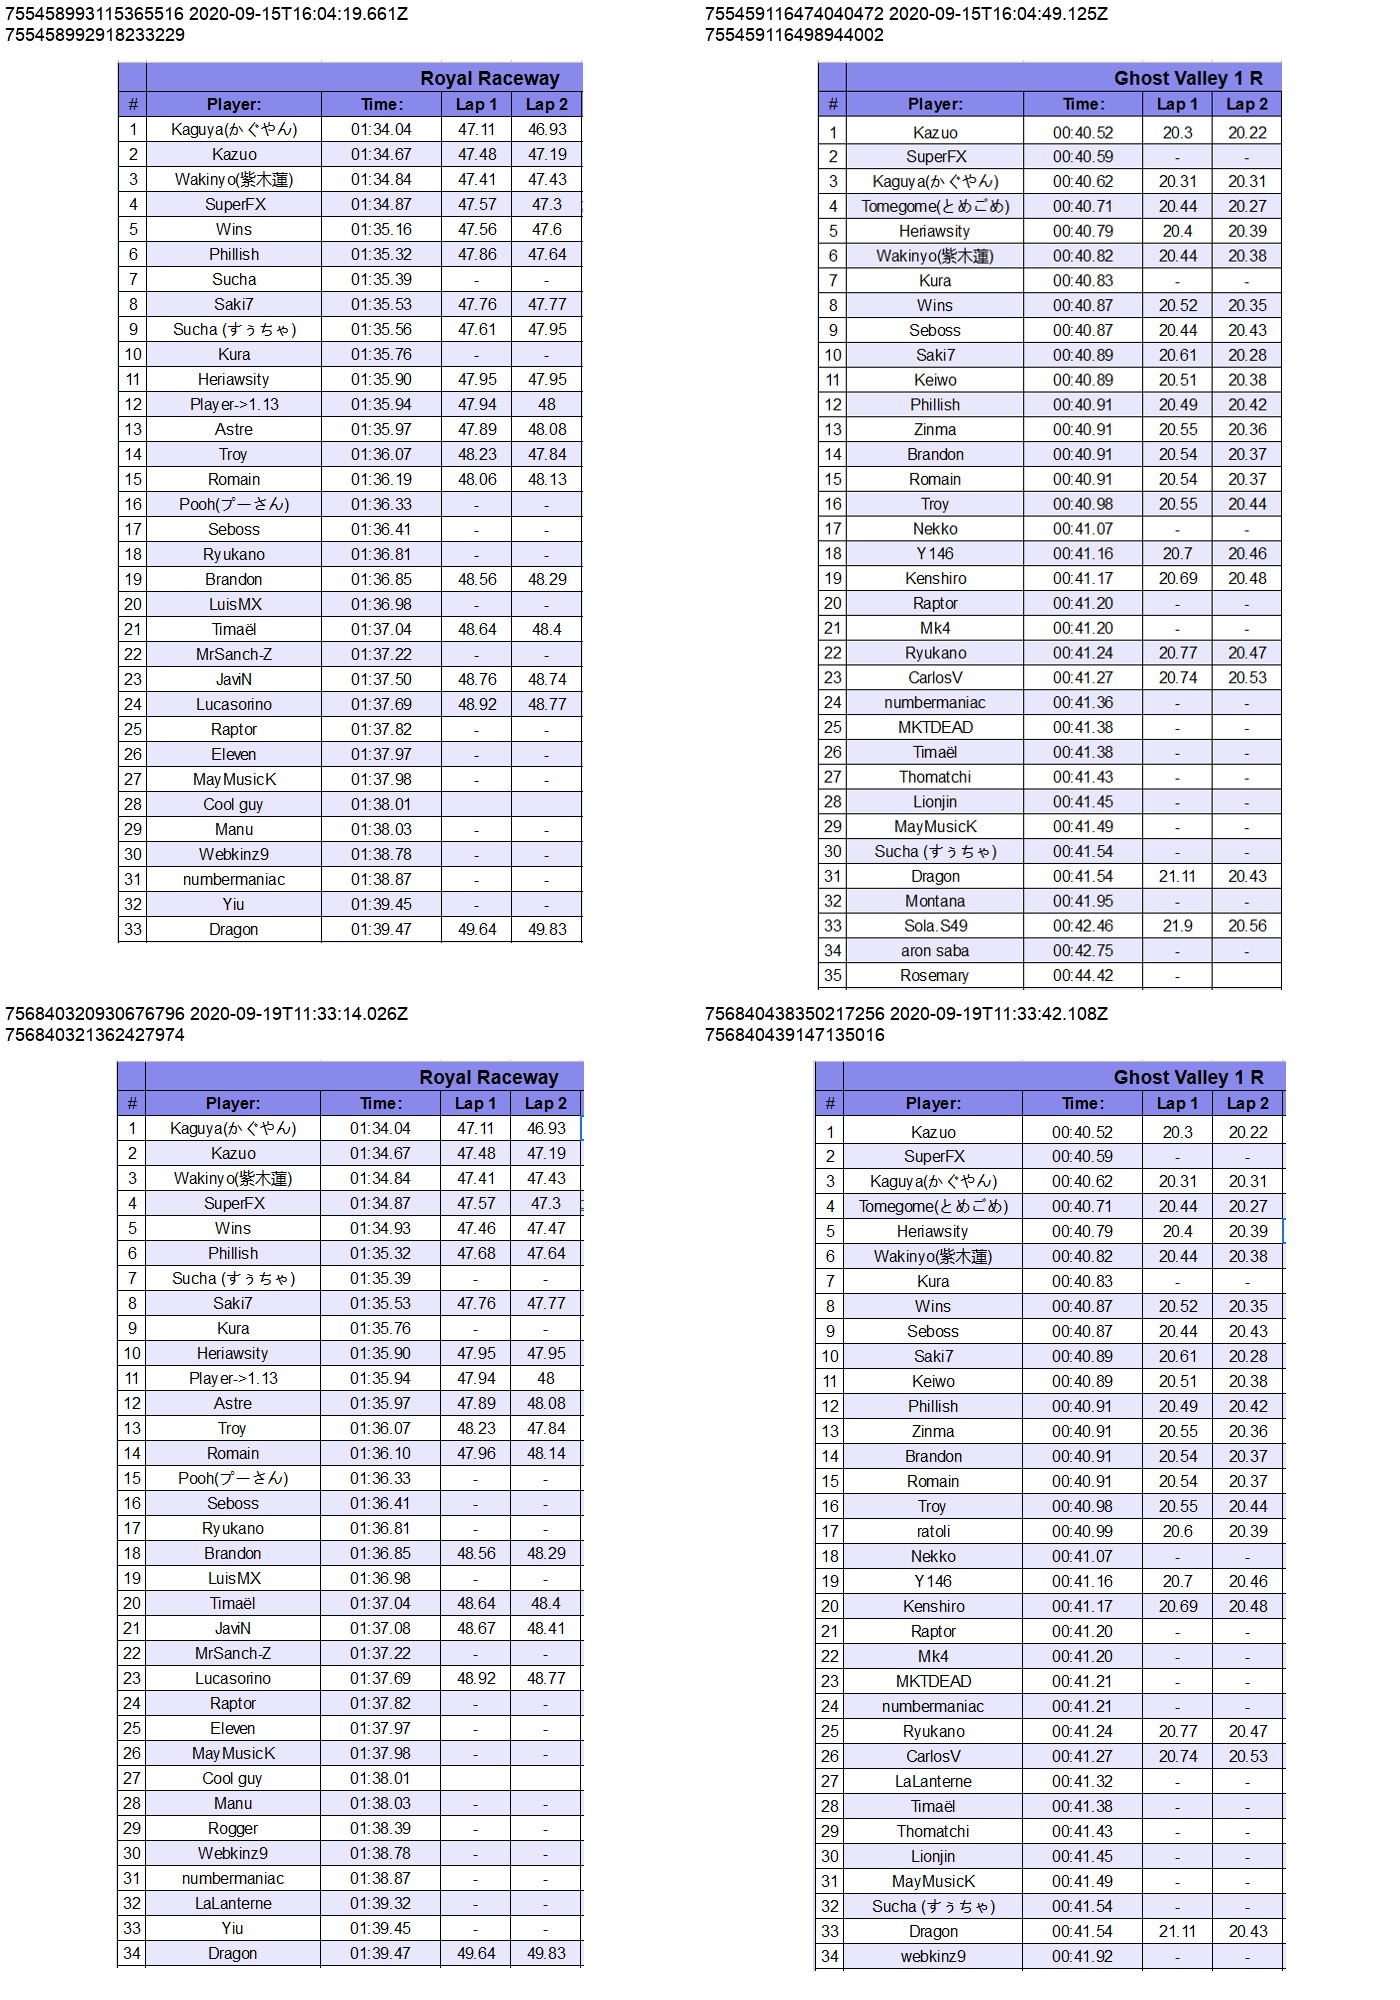 755458993115365516 2020-09-15T16:04:19.661Z
755458992918233229
Royal Raceway
# Player: Time: Lap 1 Lap 2
1 Kaguya(かぐやん) 01:34.04 47.11 46.93
2 Kazuo 01:34.67 47.48 47.19
3 Wakinyo(紫木蓮) 01:34.84 47.41 47.43
4 SuperFX 01:34.87 47.57 47.3
5 Wins 01:35.16 47.56 47.6
6 Phillish 01:35.32 47.86 47.64
7 Sucha 01:35.39 - -
8 Saki7 01:35.53 47.76 47.77
9 Sucha (すぅちゃ) 01:35.56 47.61 47.95
10 Kura 01:35.76 - -
11 Heriawsity 01:35.90 47.95 47.95
12 Player->1.13 01:35.94 47.94 48
13 Astre 01:35.97 47.89 48.08
14 Troy 01:36.07 48.23 47.84
15 Romain 01:36.19 48.06 48.13
16 Pooh(プーさん) 01:36.33 - -
17 Seboss 01:36.41 - -
18 Ryukano 01:36.81 - -
19 Brandon 01:36.85 48.56 48.29
20 LuisMX 01:36.98 - -
21 Timaël 01:37.04 48.64 48.4
22 MrSanch-Z 01:37.22 - -
23 JaviN 01:37.50 48.76 48.74
24 Lucasorino 01:37.69 48.92 48.77
25 Raptor 01:37.82 - -
26 Eleven 01:37.97 - -
27 MayMusicK 01:37.98 - -
28 Cool guy 01:38.01
29 Manu 01:38.03 - -
30 Webkinz9 01:38.78 - -
31 numbermaniac 01:38.87 - -
32 Yiu 01:39.45 - -
33 Dragon 01:39.47 49.64 49.83
755459116474040472 2020-09-15T16:04:49.125Z
755459116498944002
Ghost Valley 1 R
# Player: Time: Lap 1 Lap 2
1 Kazuo 00:40.52 20.3 20.22
2 SuperFX 00:40.59 - -
3 Kaguya(かぐやん) 00:40.62 20.31 20.31
4 Tomegome(とめごめ) 00:40.71 20.44 20.27
5 Heriawsity 00:40.79 20.4 20.39
6 Wakinyo(紫木蓮) 00:40.82 20.44 20.38
7 Kura 00:40.83 - -
8 Wins 00:40.87 20.52 20.35
9 Seboss 00:40.87 20.44 20.43
10 Saki7 00:40.89 20.61 20.28
11 Keiwo 00:40.89 20.51 20.38
12 Phillish 00:40.91 20.49 20.42
13 Zinma 00:40.91 20.55 20.36
14 Brandon 00:40.91 20.54 20.37
15 Romain 00:40.91 20.54 20.37
16 Troy 00:40.98 20.55 20.44
17 Nekko 00:41.07 - -
18 Y146 00:41.16 20.7 20.46
19 Kenshiro 00:41.17 20.69 20.48
20 Raptor 00:41.20 - -
21 Mk4 00:41.20 - -
22 Ryukano 00:41.24 20.77 20.47
23 CarlosV 00:41.27 20.74 20.53
24 numbermaniac 00:41.36 - -
25 MKTDEAD 00:41.38 - -
26 Timaël 00:41.38 - -
27 Thomatchi 00:41.43 - -
28 Lionjin 00:41.45 - -
29 MayMusicK 00:41.49 - -
30 Sucha (すぅちゃ) 00:41.54 - -
31 Dragon 00:41.54 21.11 20.43
32 Montana 00:41.95 - -
33 Sola.S49 00:42.46 21.9 20.56
34 aron saba 00:42.75 - -
35 Rosemary 00:44.42 -
756840320930676796 2020-09-19T11:33:14.026Z
756840321362427974
Royal Raceway
# Player: Time: Lap 1 Lap 2
1 Kaguya(かぐやん) 01:34.04 47.11 46.93
2 Kazuo 01:34.67 47.48 47.19
3 Wakinyo(紫木蓮) 01:34.84 47.41 47.43
4 SuperFX 01:34.87 47.57 47.3
5 Wins 01:34.93 47.46 47.47
6 Phillish 01:35.32 47.68 47.64
7 Sucha (すぅちゃ) 01:35.39 - -
8 Saki7 01:35.53 47.76 47.77
9 Kura 01:35.76 - -
10 Heriawsity 01:35.90 47.95 47.95
11 Player->1.13 01:35.94 47.94 48
12 Astre 01:35.97 47.89 48.08
13 Troy 01:36.07 48.23 47.84
14 Romain 01:36.10 47.96 48.14
15 Pooh(プーさん) 01:36.33 - -
16 Seboss 01:36.41 - -
17 Ryukano 01:36.81 - -
18 Brandon 01:36.85 48.56 48.29
19 LuisMX 01:36.98 - -
20 Timaël 01:37.04 48.64 48.4
21 JaviN 01:37.08 48.67 48.41
22 MrSanch-Z 01:37.22 - -
23 Lucasorino 01:37.69 48.92 48.77
24 Raptor 01:37.82 - -
25 Eleven 01:37.97 - -
26 MayMusicK 01:37.98 - -
27 Cool guy 01:38.01
28 Manu 01:38.03 - -
29 Rogger 01:38.39 - -
30 Webkinz9 01:38.78 - -
31 numbermaniac 01:38.87 - -
32 LaLanterne 01:39.32 - -
33 Yiu 01:39.45 - -
34 Dragon 01:39.47 49.64 49.83
756840438350217256 2020-09-19T11:33:42.108Z
756840439147135016
Ghost Valley 1 R
# Player: Time: Lap 1 Lap 2
1 Kazuo 00:40.52 20.3 20.22
2 SuperFX 00:40.59 - -
3 Kaguya(かぐやん) 00:40.62 20.31 20.31
4 Tomegome(とめごめ) 00:40.71 20.44 20.27
5 Heriawsity 00:40.79 20.4 20.39
6 Wakinyo(紫木蓮) 00:40.82 20.44 20.38
7 Kura 00:40.83 - -
8 Wins 00:40.87 20.52 20.35
9 Seboss 00:40.87 20.44 20.43
10 Saki7 00:40.89 20.61 20.28
11 Keiwo 00:40.89 20.51 20.38
12 Phillish 00:40.91 20.49 20.42
13 Zinma 00:40.91 20.55 20.36
14 Brandon 00:40.91 20.54 20.37
15 Romain 00:40.91 20.54 20.37
16 Troy 00:40.98 20.55 20.44
17 ratoli 00:40.99 20.6 20.39
18 Nekko 00:41.07 - -
19 Y146 00:41.16 20.7 20.46
20 Kenshiro 00:41.17 20.69 20.48
21 Raptor 00:41.20 - -
22 Mk4 00:41.20 - -
23 MKTDEAD 00:41.21 - -
24 numbermaniac 00:41.21 - -
25 Ryukano 00:41.24 20.77 20.47
26 CarlosV 00:41.27 20.74 20.53
27 LaLanterne 00:41.32 - -
28 Timaël 00:41.38 - -
29 Thomatchi 00:41.43 - -
30 Lionjin 00:41.45 - -
31 MayMusicK 00:41.49 - -
32 Sucha (すぅちゃ) 00:41.54 - -
33 Dragon 00:41.54 21.11 20.43
34 webkinz9 00:41.92 - -